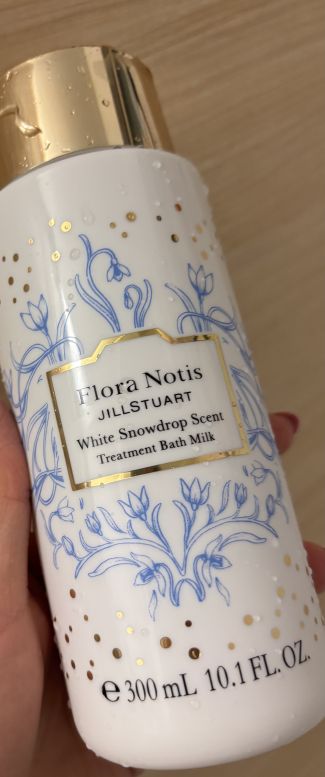 Flora Notis
JILLSTUART
White Snowdrop Scent
Treatment Bath Milk
℮ 300 mL 10.1 FL. OZ.